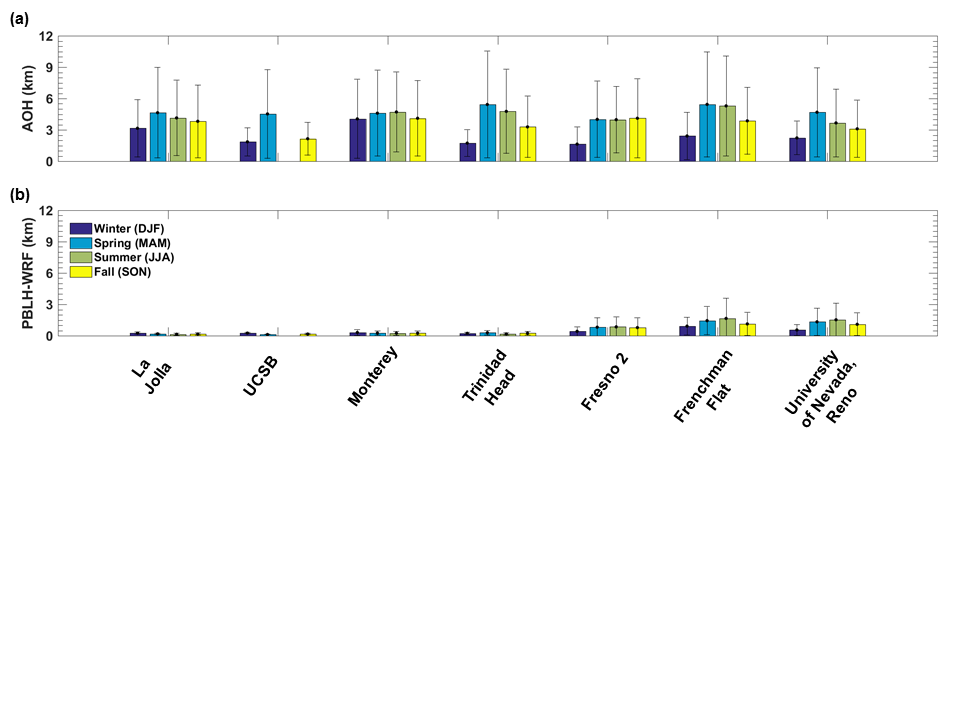 (a)
12
9
6
3
0
AOH (km)
(b)
12
9
6
3
0
PBLH-WRF (km)
Winter (DJF)
Spring (MAM)
Summer (JJA)
Fall (SON)
La
Jolla
UCSB
Monterey
Trinidad
Head
Fresno 2
Frenchman
Flat
University
of Nevada,
Reno